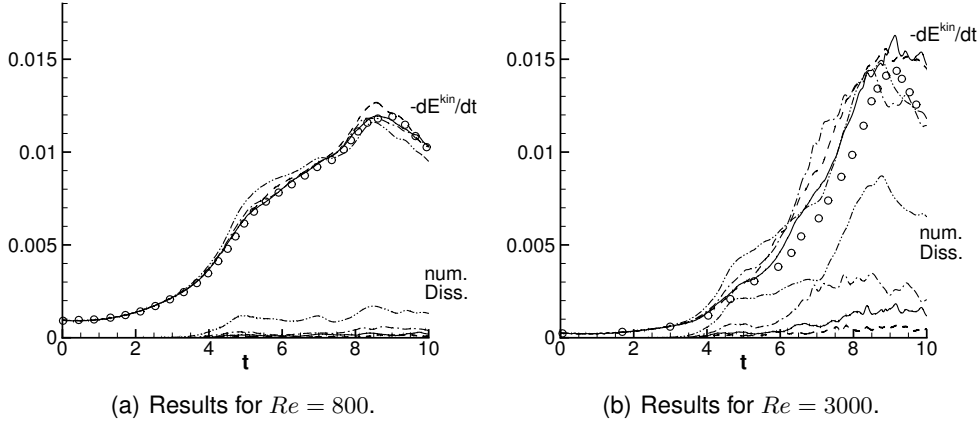 0.015
0.01
0.005
0
0 2 4 6 8 10
t
-dE^kin/dt
num.
Diss.
(a) Results for Re = 800.
0.015
0.01
0.005
0
0 2 4 6 8 10
t
-dE^kin/dt
num.
Diss.
(b) Results for Re = 3000.